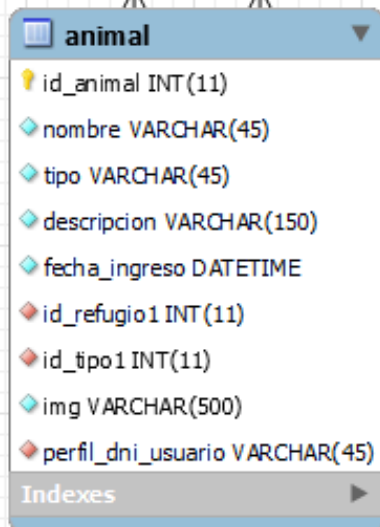 animal
id_animal INT(11)
nombre VARCHAR(45)
tipo VARCHAR(45)
descripcion VARCHAR(150)
fecha_ingreso DATETIME
id_refugio1 INT(11)
id_tipo1 INT(11)
img VARCHAR(500)
perfil_dni_usuario VARCHAR(45)
Indexes